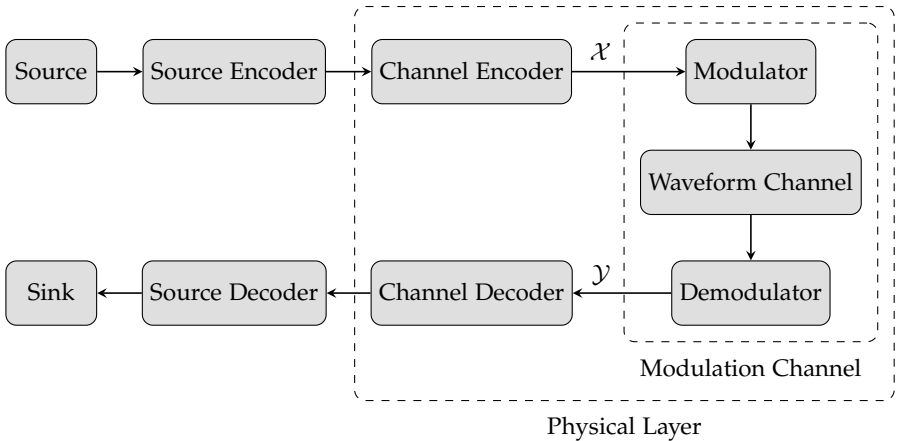 Source
Source Encoder
Channel Encoder
𝒳
Modulator
Waveform Channel
Sink
Source Decoder
Channel Decoder
𝒴
Demodulator
Modulation Channel
Physical Layer